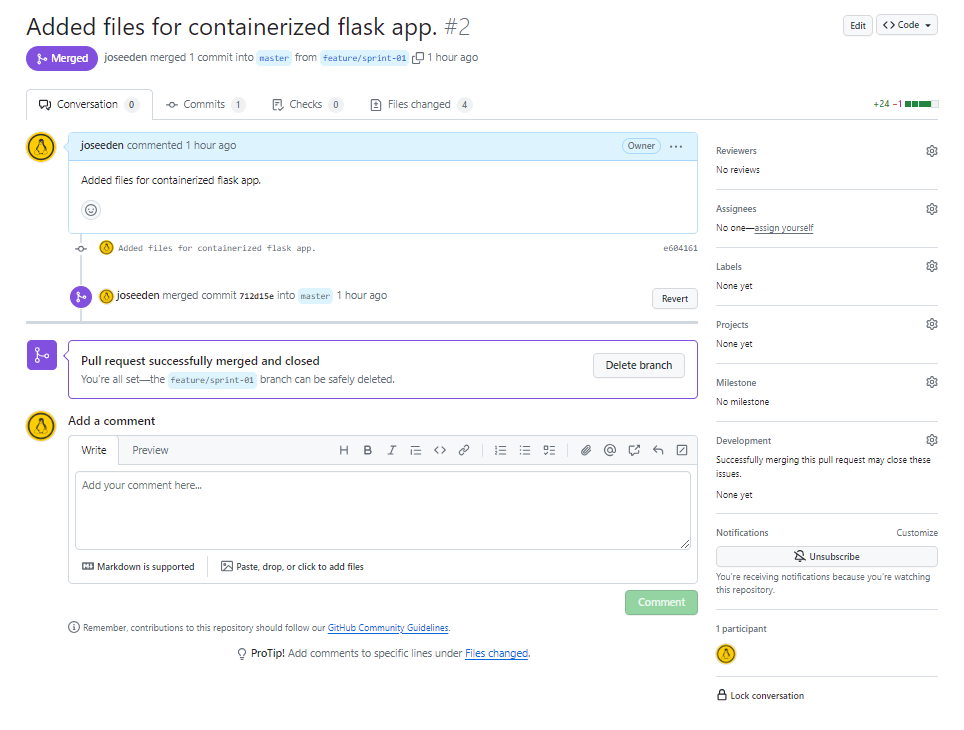 Added files for containerized flask app. #2
Edit
Code
Merged
joseeden merged 1 commit into master from feature/sprint-01 1 hour ago
Conversation 0
Commits 1
Checks 0
Files changed 4
+24 −1
joseeden commented 1 hour ago
Owner
Added files for containerized flask app.
Added files for containerized flask app.
e604161
joseeden merged commit 712d15e into master 1 hour ago
Revert
Pull request successfully merged and closed
You're all set—the feature/sprint-01 branch can be safely deleted.
Delete branch
Add a comment
Write
Preview
H B I
Add your comment here...
Markdown is supported
Paste, drop, or click to add files
Comment
Remember, contributions to this repository should follow our GitHub Community Guidelines.
ProTip! Add comments to specific lines under Files changed.
Reviewers
No reviews
Assignees
No one—assign yourself
Labels
None yet
Projects
None yet
Milestone
No milestone
Development
Successfully merging this pull request may close these
issues.
None yet
Notifications
Customize
Unsubscribe
You're receiving notifications because you're watching
this repository.
1 participant
Lock conversation